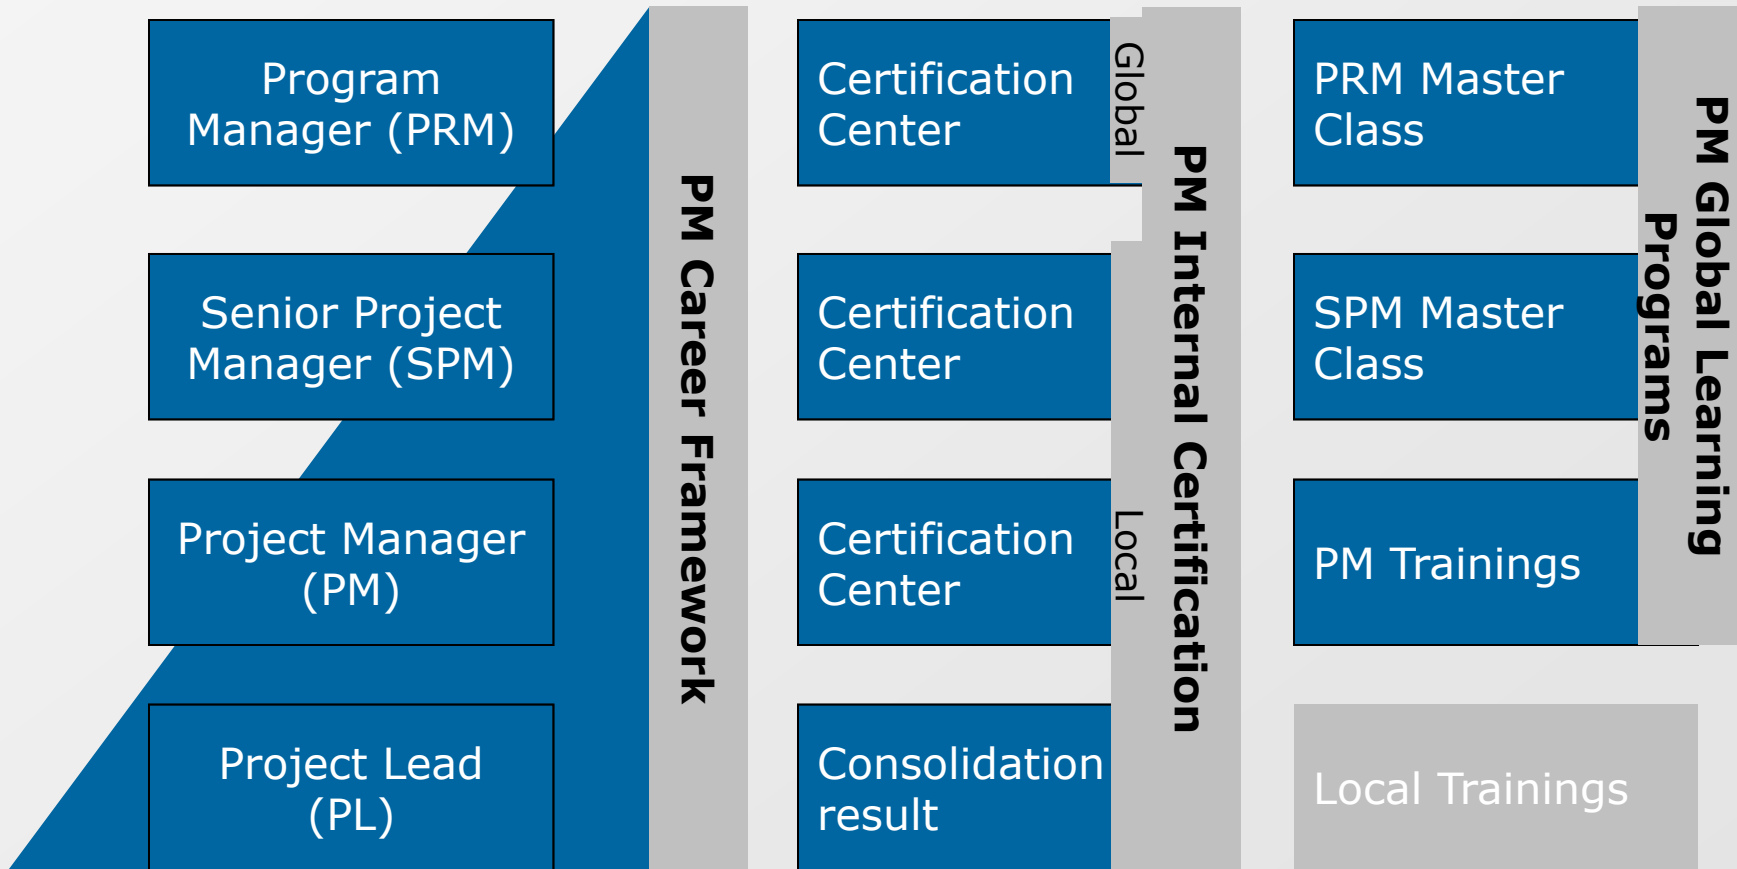 Program
Manager (PRM)
Senior Project
Manager (SPM)
Project Manager
(PM)
Project Lead
(PL)
PM Career Framework
Certification
Center
Certification
Center
Certification
Center
Consolidation
result
Global
Local
PM Internal Certification
PRM Master
Class
SPM Master
Class
PM Trainings
Local Trainings
PM Global Learning
Programs